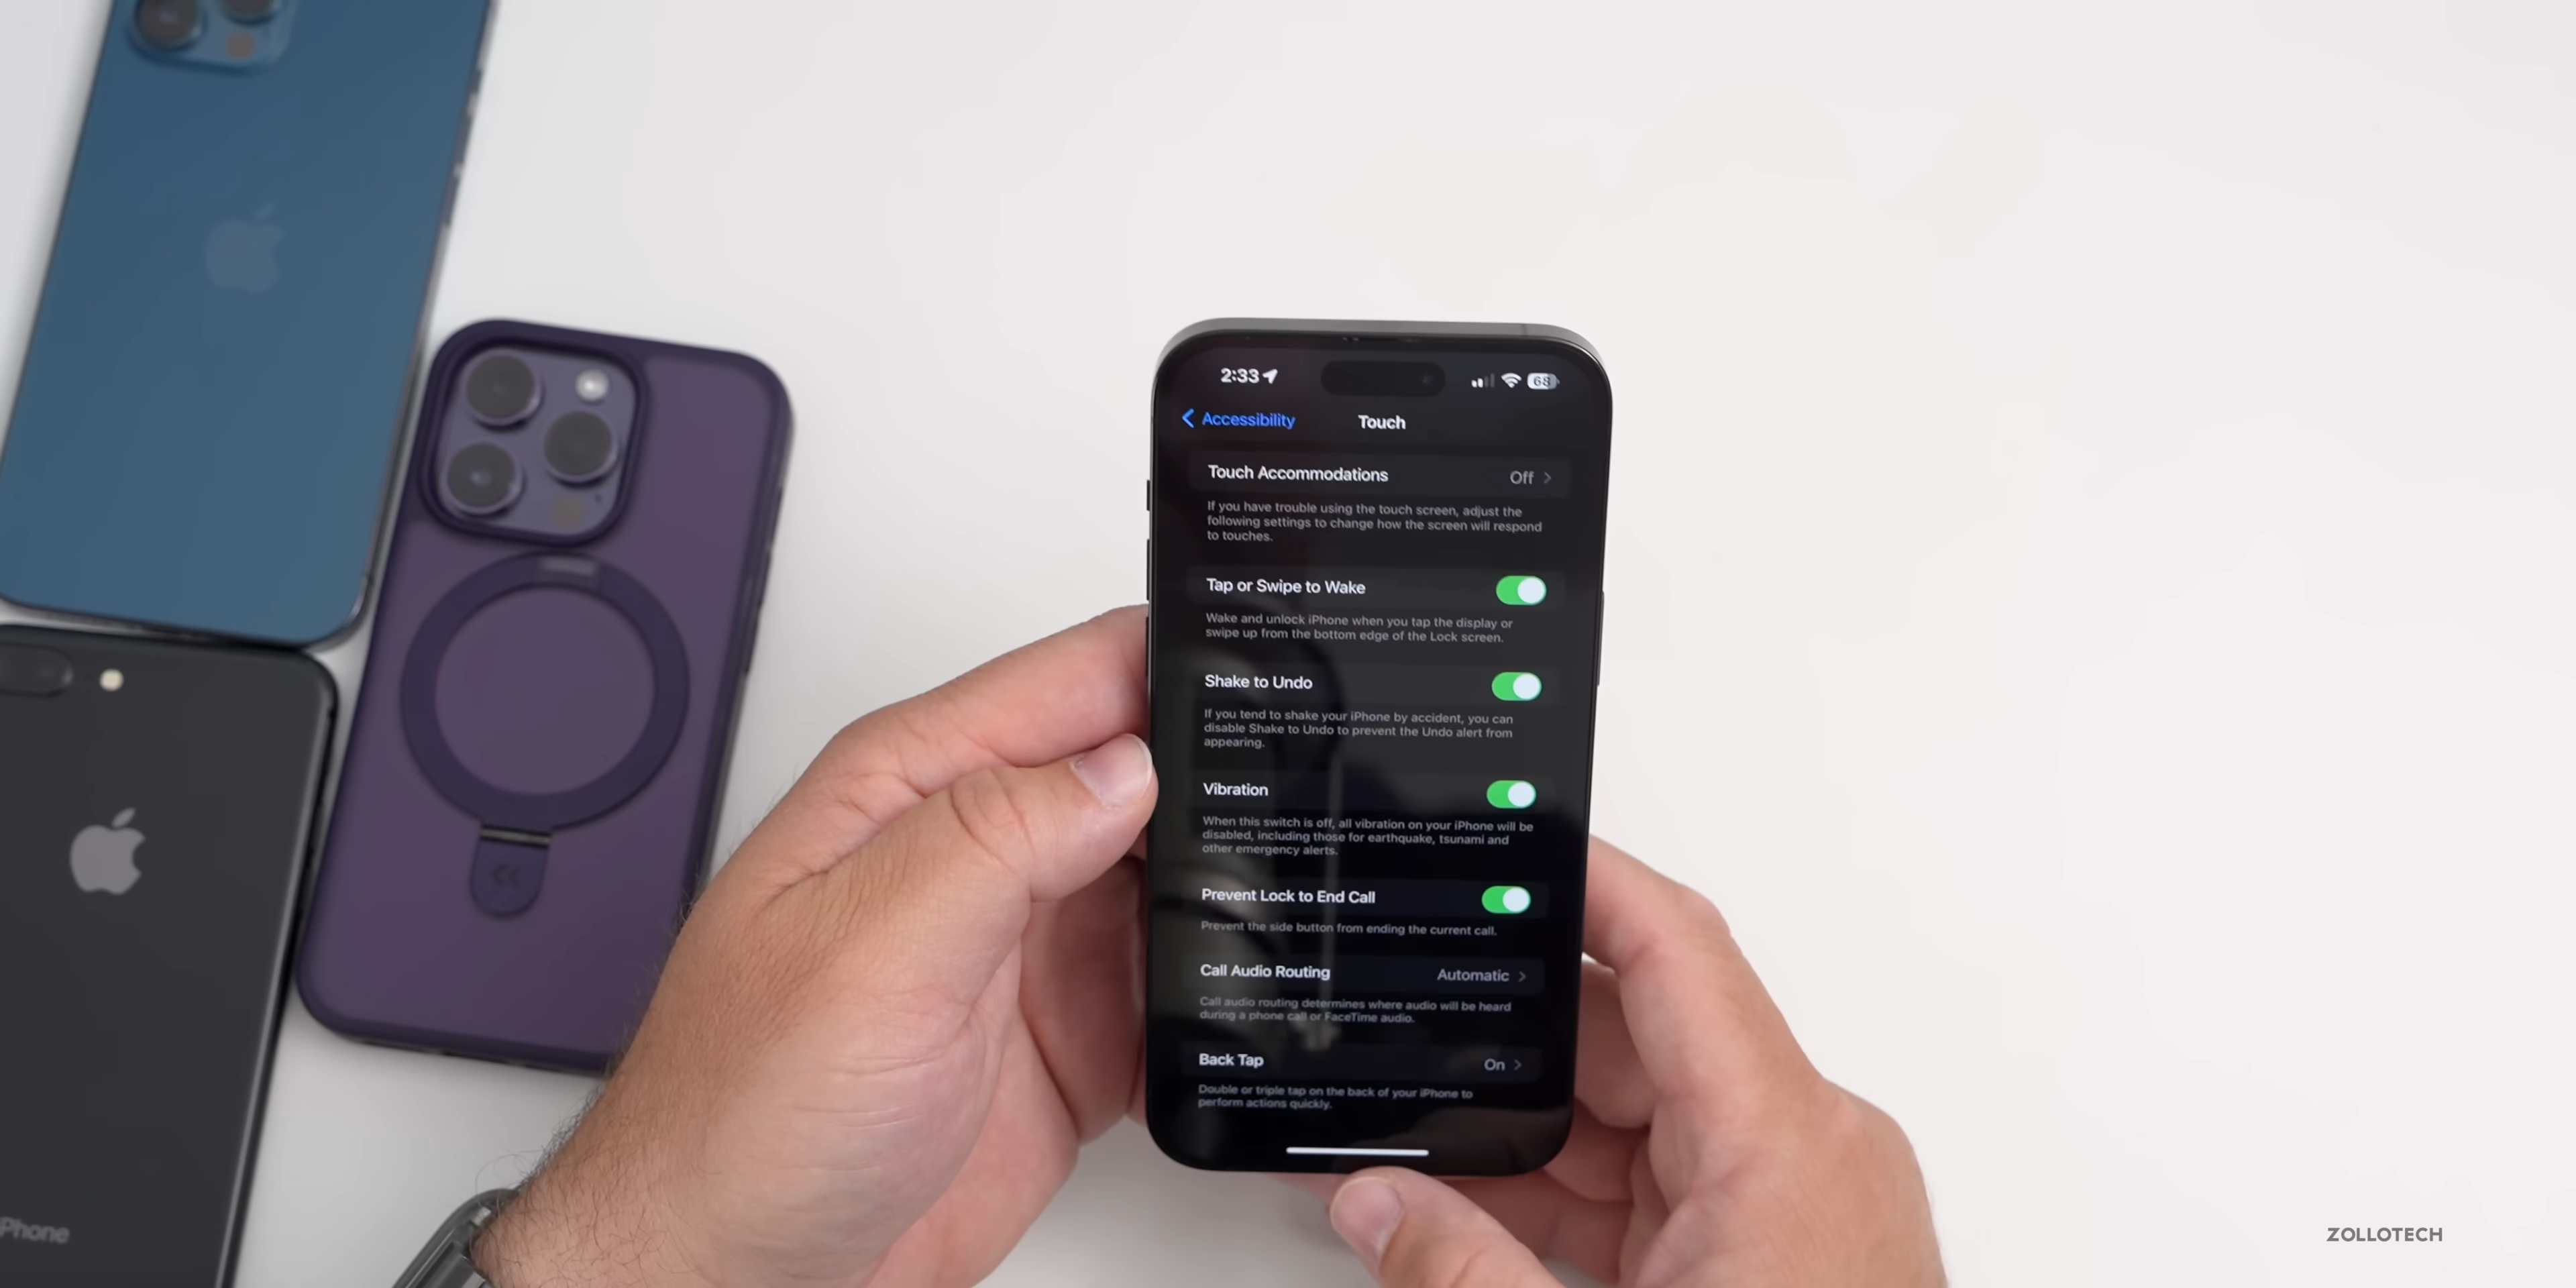 2:33
68
Accessibility
Touch
Touch Accommodations Off
If you have trouble using the touch screen, adjust the
following settings to change how the screen will respond
to touches.
Tap or Swipe to Wake
Wake and unlock iPhone when you tap the display or
swipe up from the bottom edge of the Lock screen.
Shake to Undo
If you tend to shake your iPhone by accident, you can
disable Shake to Undo to prevent the Undo alert from
appearing.
Vibration
When this switch is off, all vibration on your iPhone will be
disabled, including those for earthquake, tsunami and
other emergency alerts.
Prevent Lock to End Call
Prevent the side button from ending the current call.
Call Audio Routing Automatic
Call audio routing determines where audio will be heard
during a phone call or FaceTime audio.
Back Tap On
Double or triple tap on the back of your iPhone to
perform actions quickly.
Phone
ZOLLOTECH